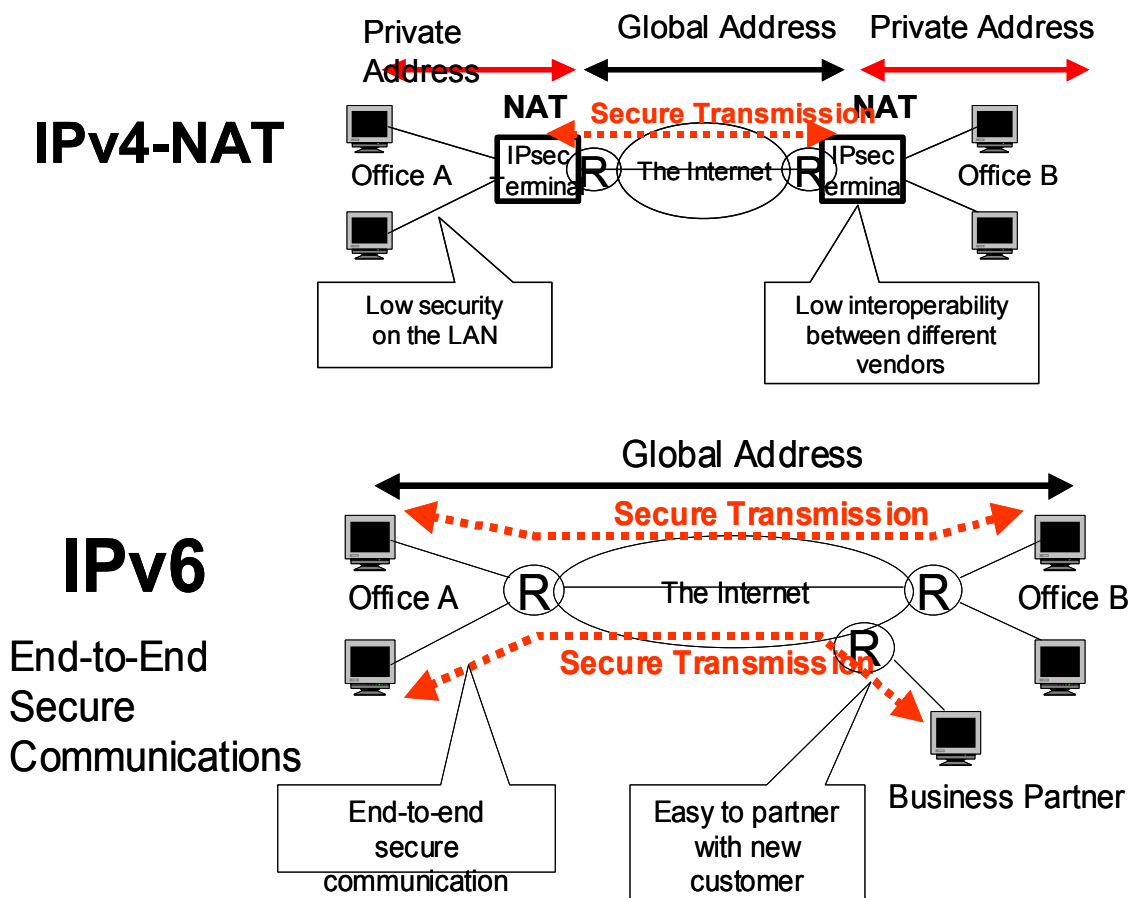 Private
Address
Global Address
Private Address
IPv4-NAT
NAT
Secure Transmission
NAT
Office A
IPsec
Terminal
R
The Internet
R
IPsec
Terminal
Office B
Low security
on the LAN
Low interoperability
between different
vendors
Global Address
Secure Transmission
IPv6
Office A
R
The Internet
R
Office B
End-to-End
Secure
Communications
Secure Transmission
R
Business Partner
End-to-end
secure
communication
Easy to partner
with new
customer